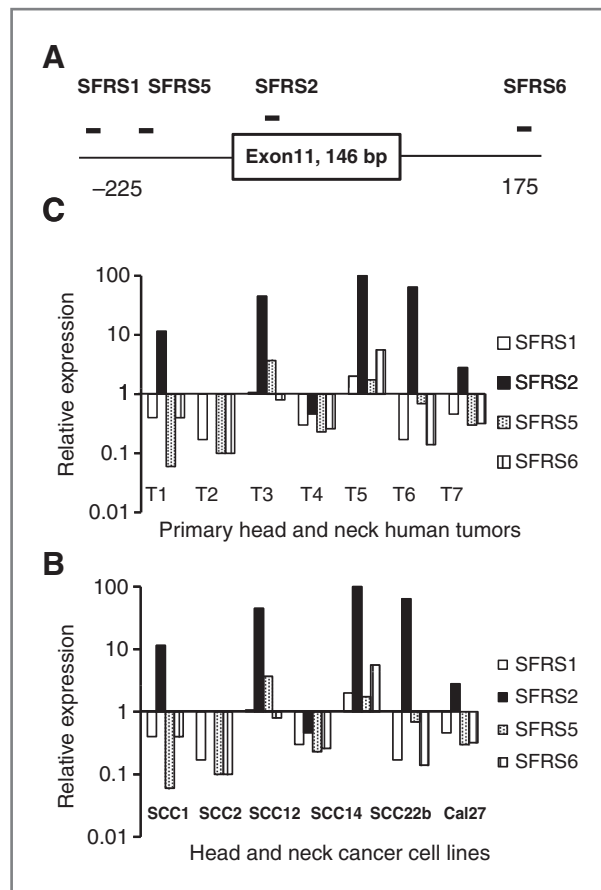 A
SFRS1 SFRS5 SFRS2 SFRS6
Exon11, 146 bp
–225 175
C
Relative expression
100
10
1
0.1
0.01
T1 T2 T3 T4 T5 T6 T7
Primary head and neck human tumors
SFRS1
SFRS2
SFRS5
SFRS6
B
Relative expression
100
10
1
0.1
0.01
SCC1 SCC2 SCC12 SCC14 SCC22b Cal27
Head and neck cancer cell lines
SFRS1
SFRS2
SFRS5
SFRS6